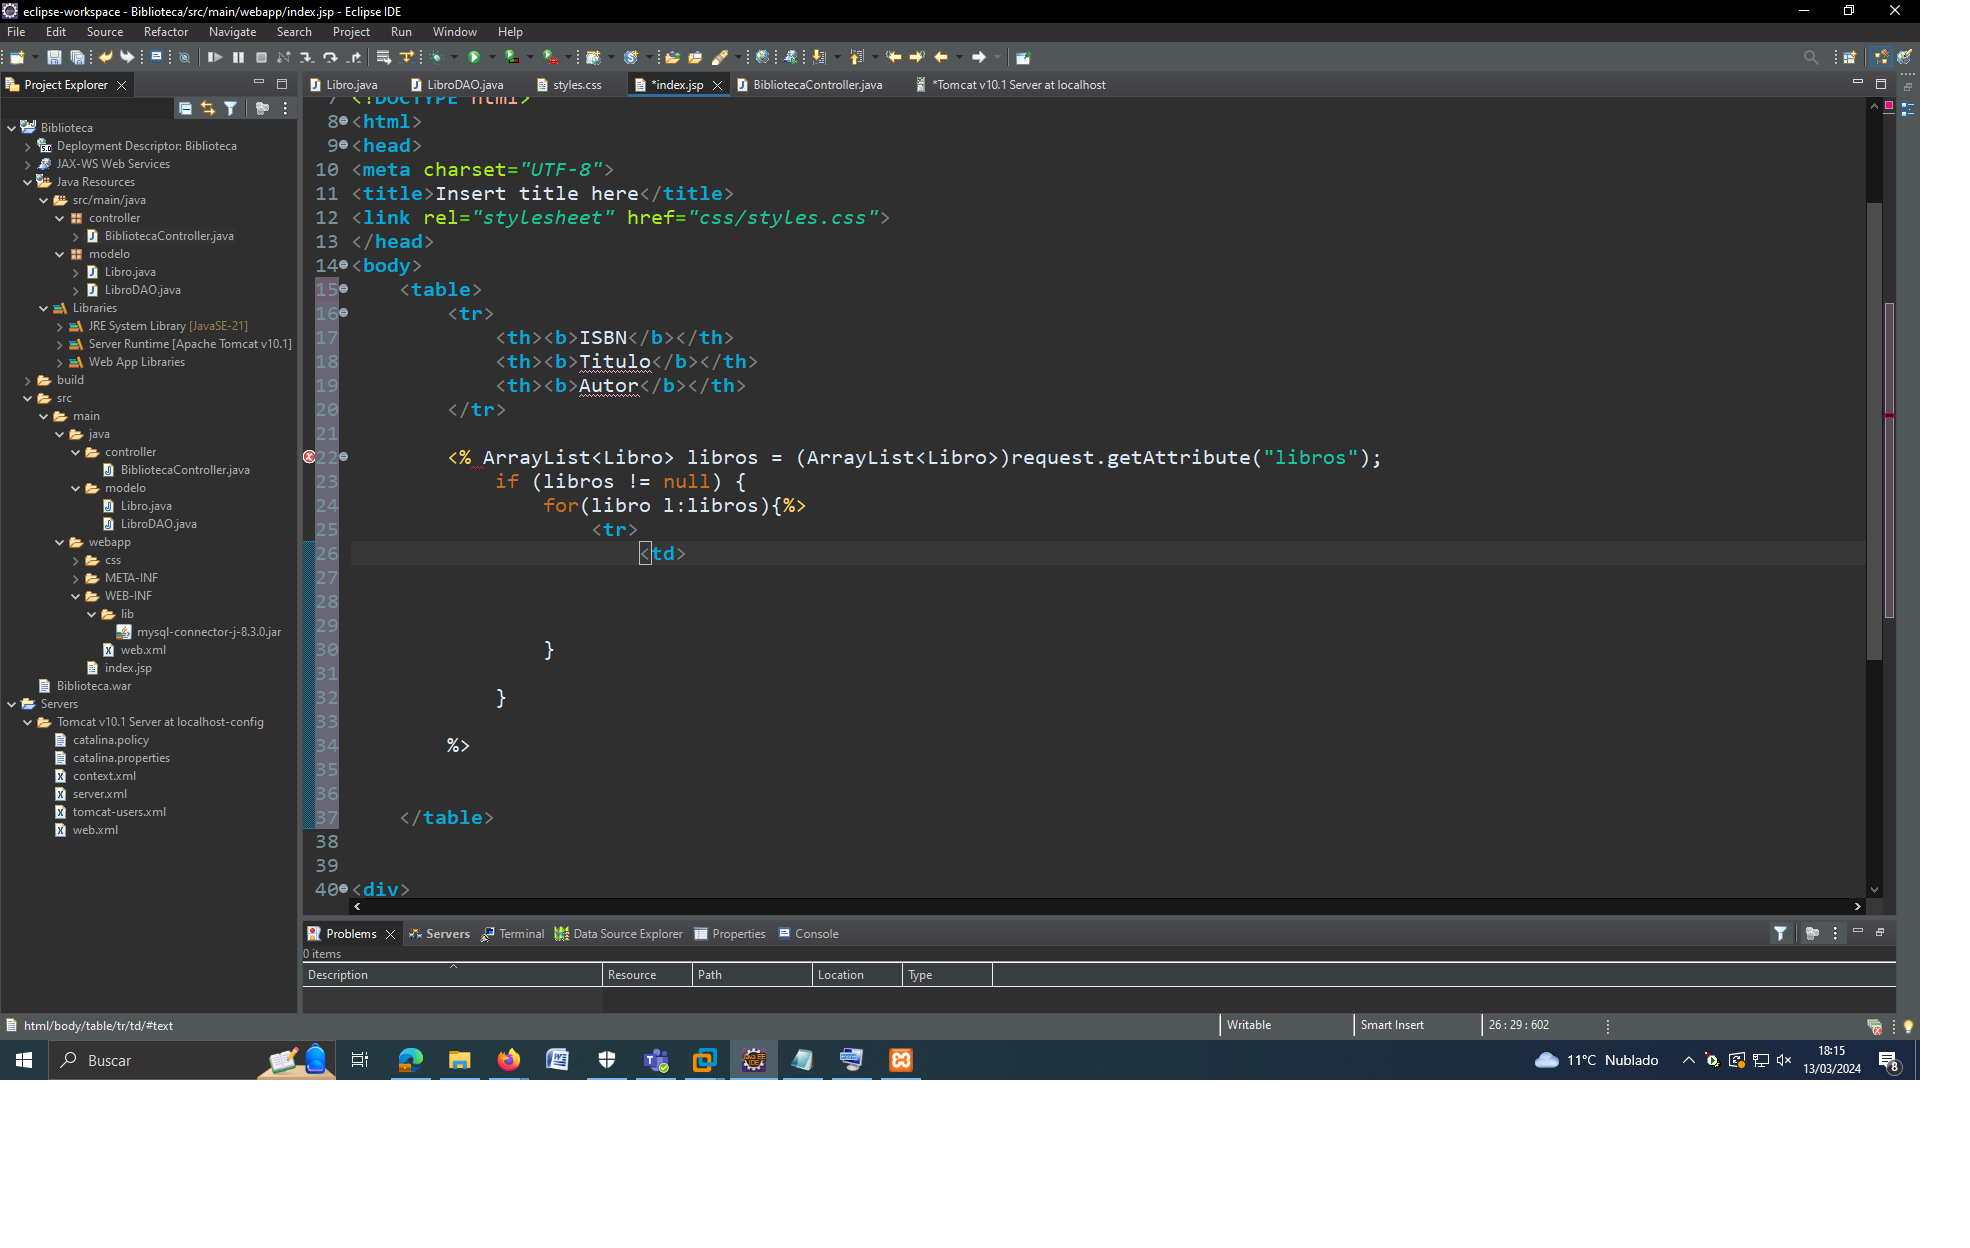 eclipse-workspace - Biblioteca/src/main/webapp/index.jsp - Eclipse IDE
File Edit Source Refactor Navigate Search Project Run Window Help
Project Explorer
Biblioteca
Deployment Descriptor: Biblioteca
JAX-WS Web Services
Java Resources
src/main/java
controller
BibliotecaController.java
modelo
Libro.java
LibroDAO.java
Libraries
JRE System Library [JavaSE-21]
Server Runtime [Apache Tomcat v10.1]
Web App Libraries
build
src
main
java
controller
BibliotecaController.java
modelo
Libro.java
LibroDAO.java
webapp
css
META-INF
WEB-INF
lib
mysql-connector-j-8.3.0.jar
web.xml
index.jsp
Biblioteca.war
Servers
Tomcat v10.1 Server at localhost-config
catalina.policy
catalina.properties
context.xml
server.xml
tomcat-users.xml
web.xml
Libro.java LibroDAO.java styles.css *index.jsp BibliotecaController.java *Tomcat v10.1 Server at localhost
7 <!DOCTYPE html>
8 <html>
9 <head>
10 <meta charset="UTF-8">
11 <title>Insert title here</title>
12 <link rel="stylesheet" href="css/styles.css">
13 </head>
14 <body>
15 <table>
16 <tr>
17 <th><b>ISBN</b></th>
18 <th><b>Titulo</b></th>
19 <th><b>Autor</b></th>
20 </tr>
21
22 <% ArrayList<Libro> libros = (ArrayList<Libro>)request.getAttribute("libros");
23 if (libros != null) {
24 for(libro l:libros){%>
25 <tr>
26 <td>
27
28
29
30 }
31
32 }
33
34 %>
35
36
37 </table>
38
39
40 <div>
Problems Servers Terminal Data Source Explorer Properties Console
0 items
Description Resource Path Location Type
html/body/table/tr/td/#text Writable Smart Insert 26 : 29 : 602
Buscar 11°C Nublado 18:15
13/03/2024 8